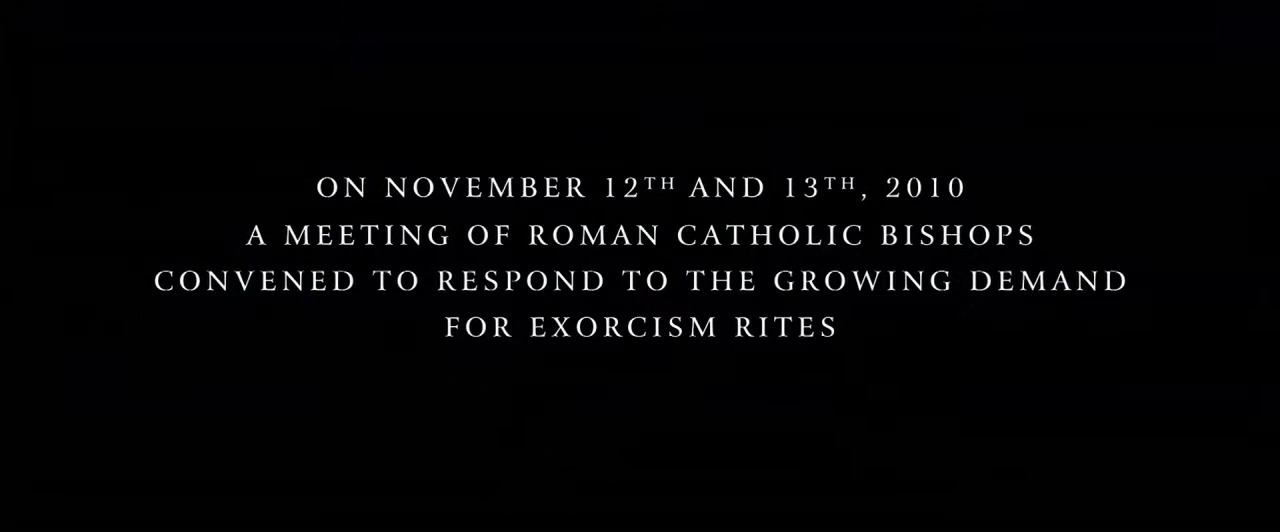 ON NOVEMBER 12TH AND 13TH, 2010
A MEETING OF ROMAN CATHOLIC BISHOPS
CONVENED TO RESPOND TO THE GROWING DEMAND
FOR EXORCISM RITES